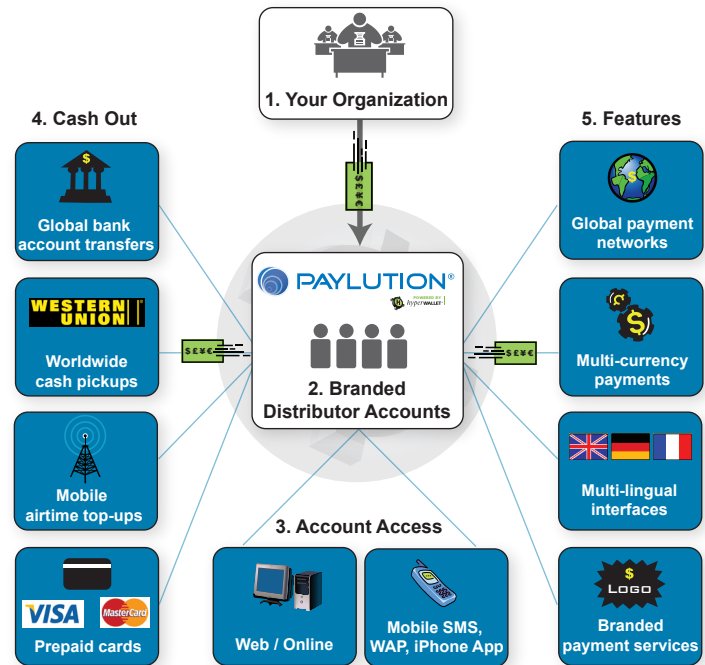 1. Your Organization
$£¥€
4. Cash Out
$
Global bank
account transfers
WESTERN
UNION
Worldwide
cash pickups
$£¥€
Mobile
airtime top-ups
VISA
MasterCard
Prepaid cards
PAYLUTION®
POWERED BY
hyperWALLET
2. Branded
Distributor Accounts
3. Account Access
Web / Online
Mobile SMS,
WAP, iPhone App
5. Features
$
Global payment
networks
$£¥€
$
Multi-currency
payments
Multi-lingual
interfaces
$
LOGO
Branded
payment services